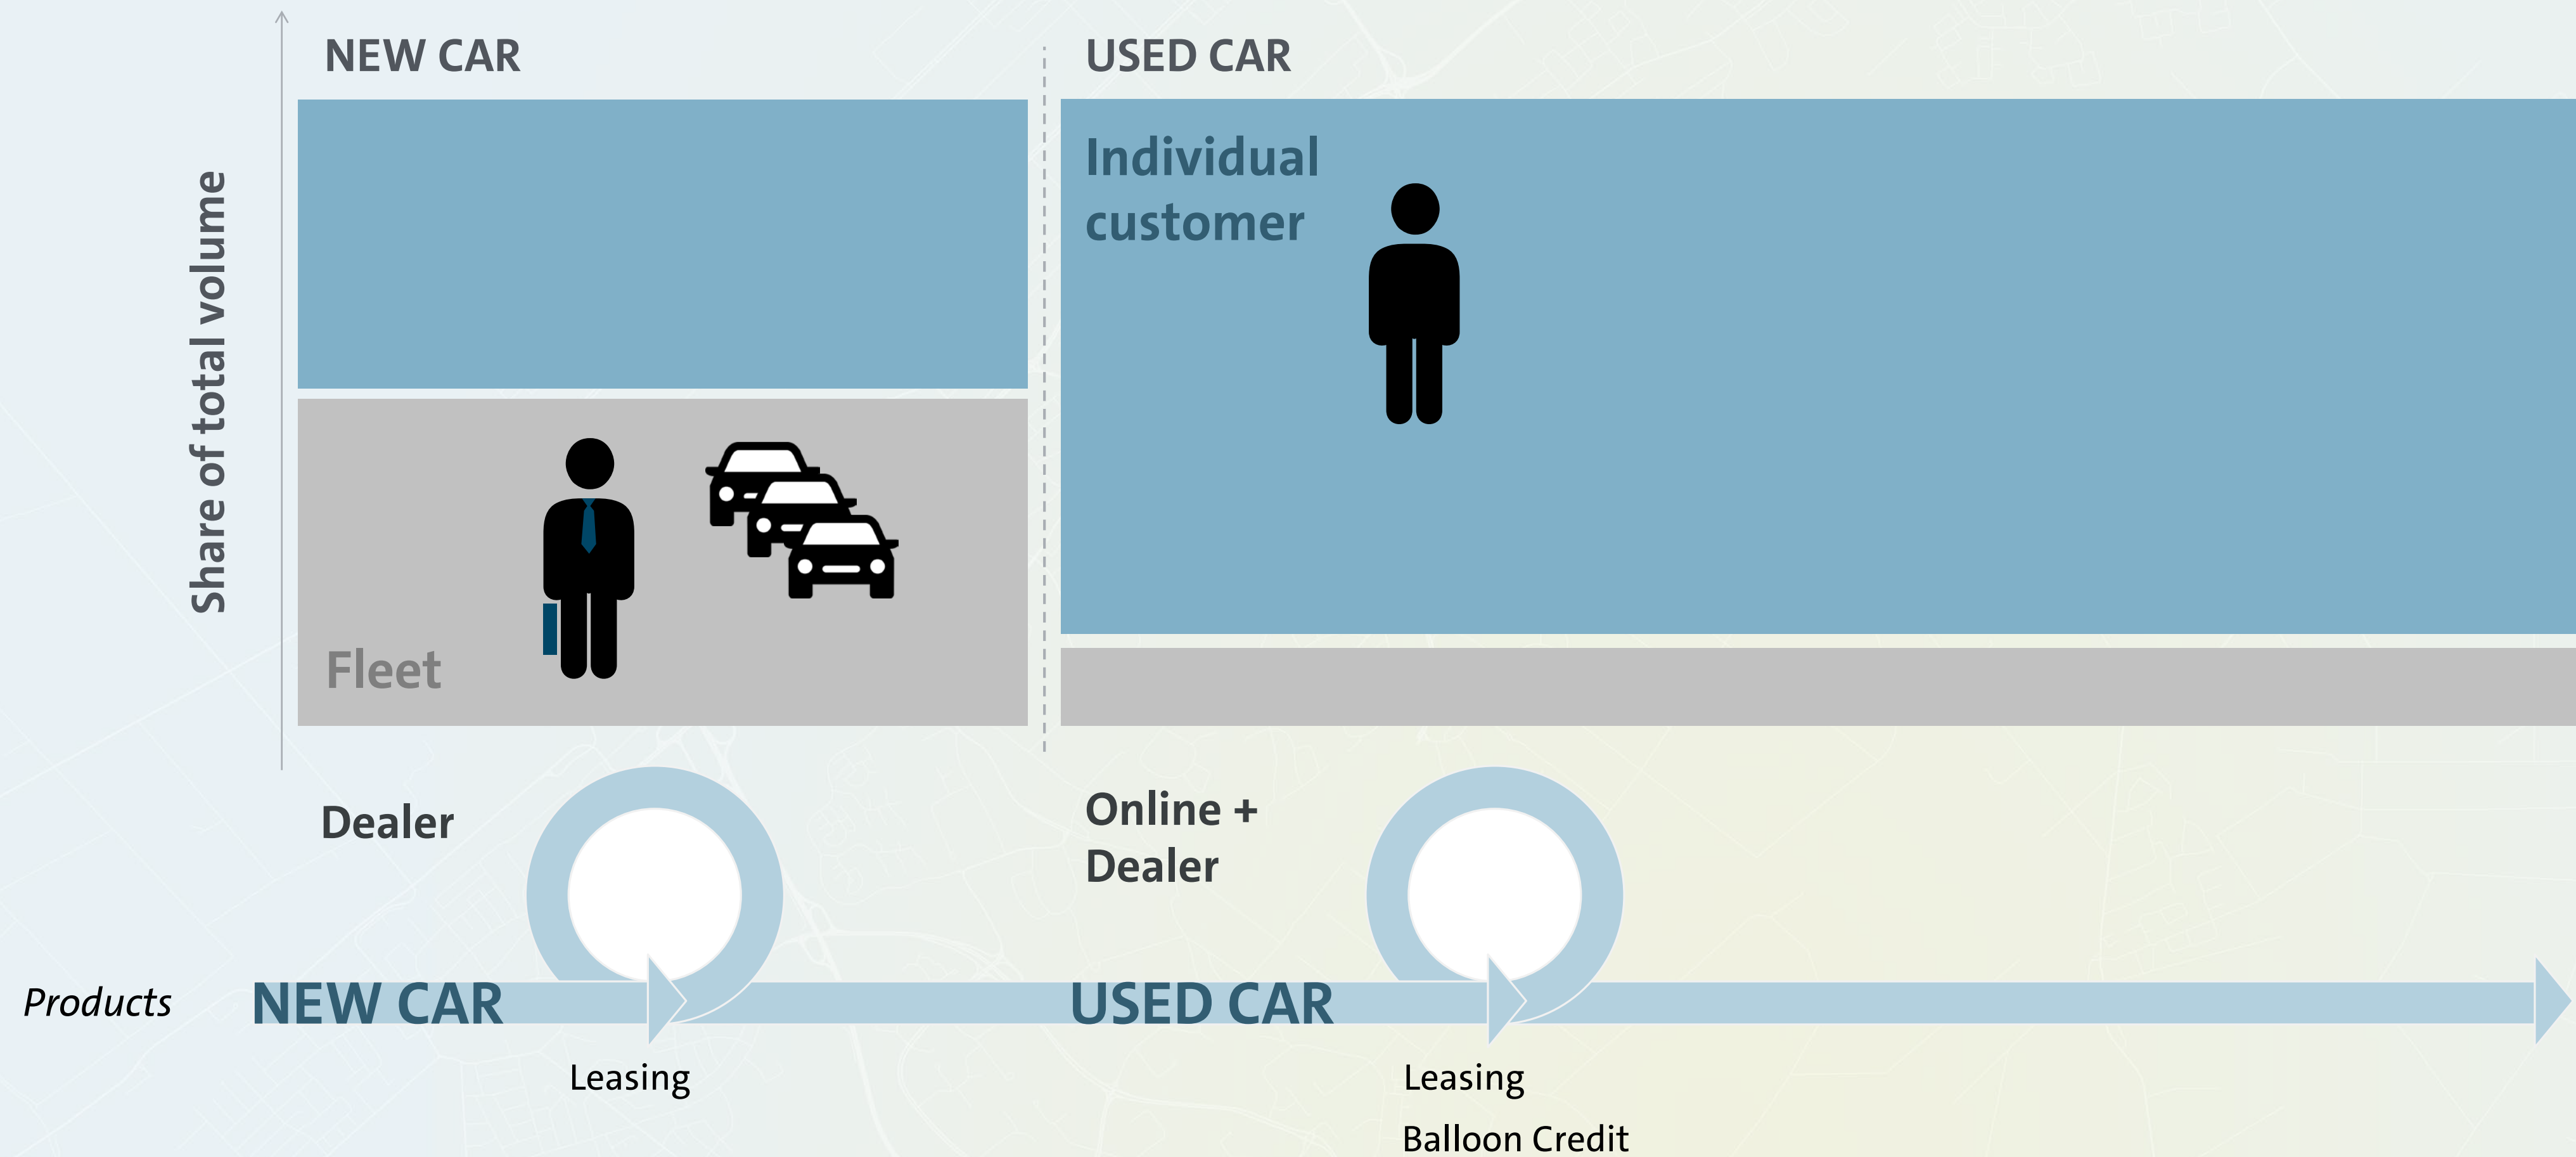 NEW CAR
USED CAR
Share of total volume
Individual
customer
Fleet
Dealer
Online +
Dealer
Products
NEW CAR
USED CAR
Leasing
Leasing
Balloon Credit